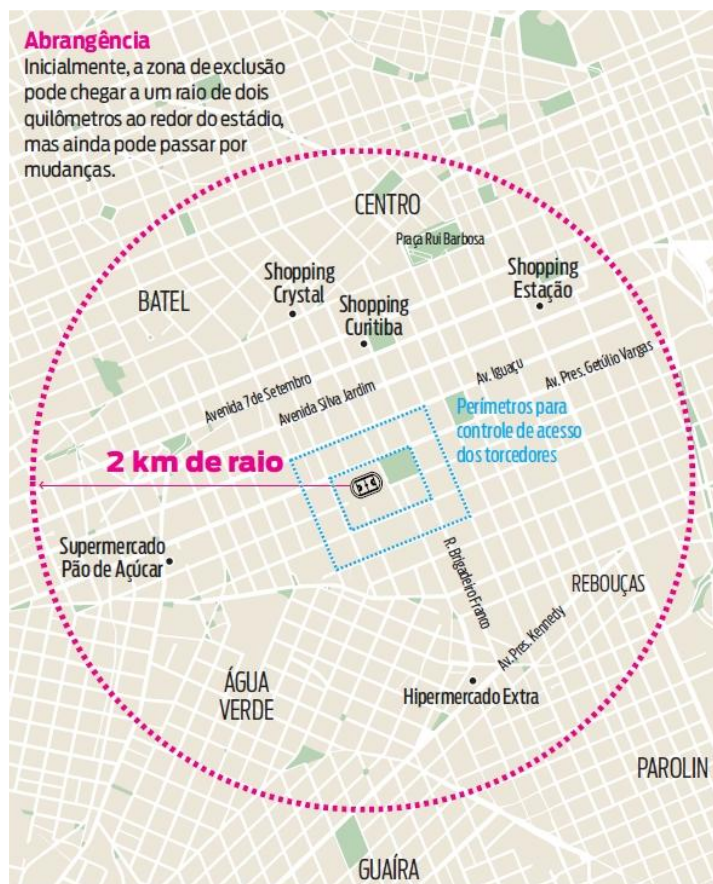 Abrangência
Inicialmente, a zona de exclusão
pode chegar a um raio de dois
quilômetros ao redor do estádio,
mas ainda pode passar por
mudanças.
CENTRO
Praça Rui Barbosa
Shopping
Crystal
Shopping
Estação
BATEL
Shopping
Curitiba
Av. Iguaçu
Av. Pres. Getúlio Vargas
Avenida 7 de Setembro
Avenida Silva Jardim
Perímetros para
controle de acesso
dos torcedores
2 km de raio
Supermercado
Pão de Açúcar
R. Brigadeiro Franco
REBOUÇAS
Av. Pres. Kennedy
ÁGUA
VERDE
Hipermercado Extra
PAROLIN
GUAÍRA